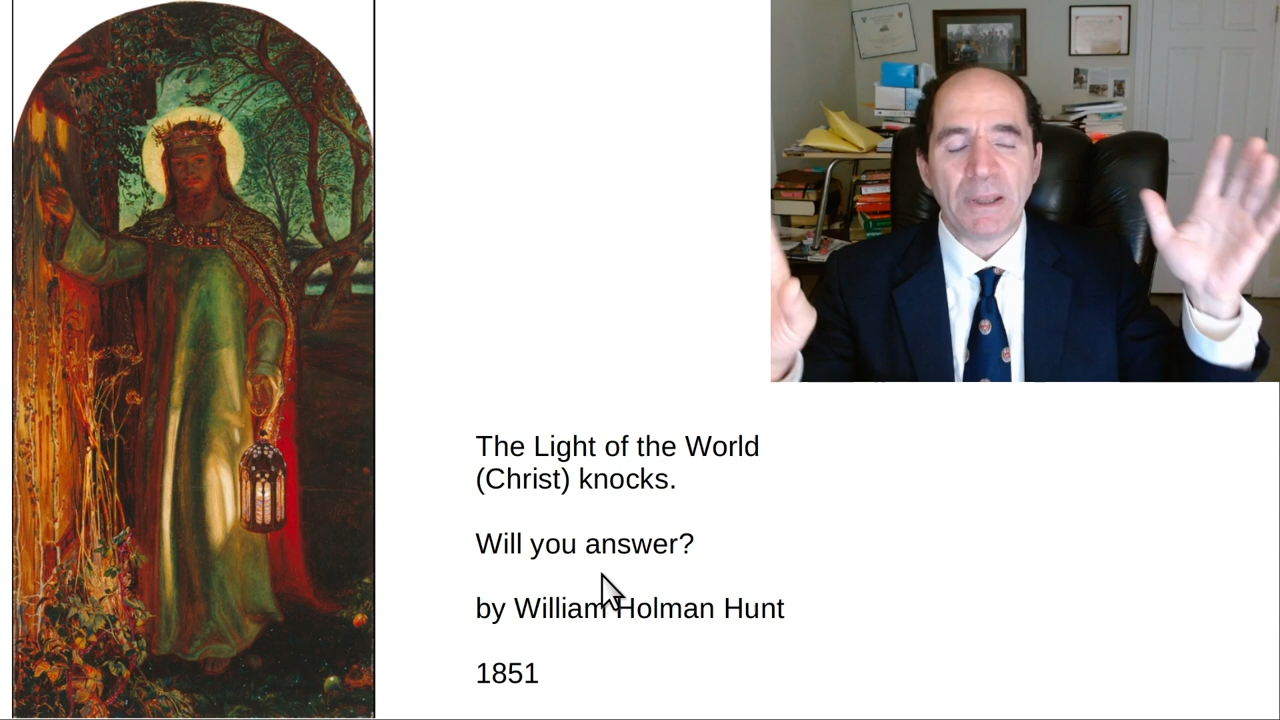 The Light of the World
(Christ) knocks.
Will you answer?
by William Holman Hunt
1851